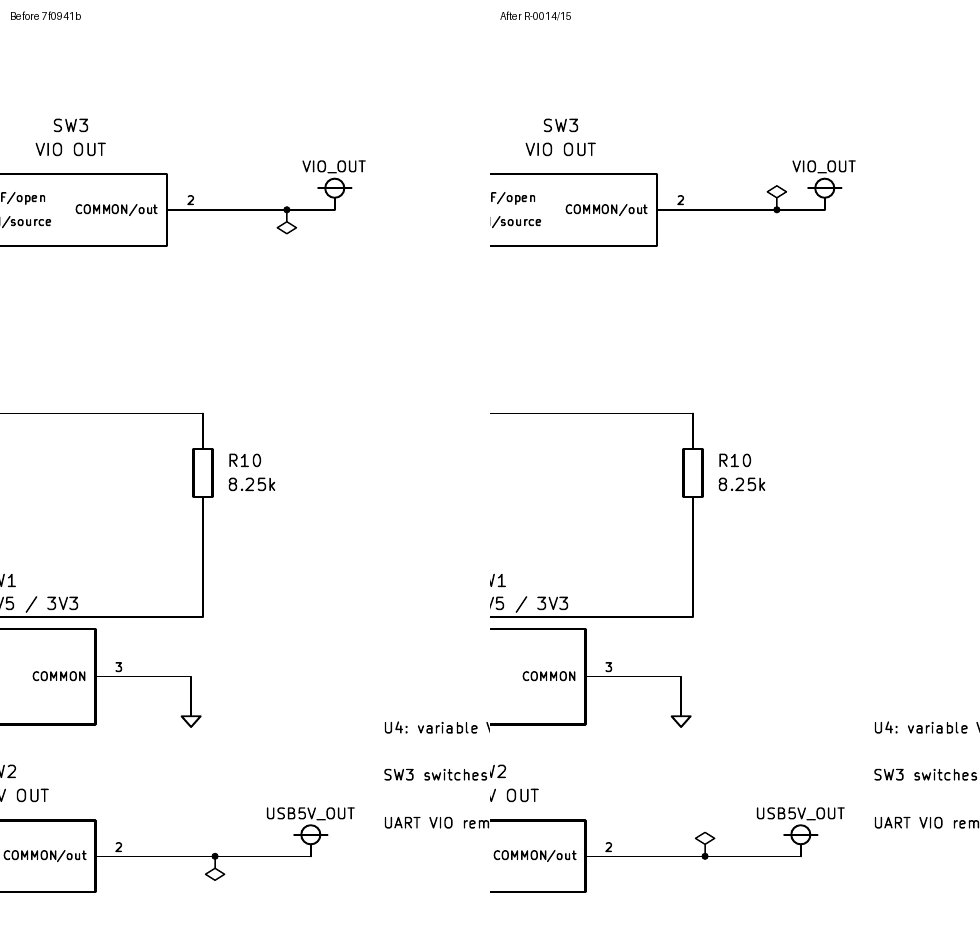 Before 7f0941b
After R-0014/15
SW3
VIO OUT
VIO_OUT
F/open
/source
COMMON/out
2
R10
8.25k
/5 / 3V3
COMMON
3
U4: variable
SW3 switches
UART VIO rem
OUT
USB5V_OUT
COMMON/out
2
SW3
VIO OUT
VIO_OUT
F/open
/source
COMMON/out
2
R10
8.25k
/5 / 3V3
COMMON
3
U4: variable
SW3 switches
UART VIO rem
OUT
USB5V_OUT
COMMON/out
2